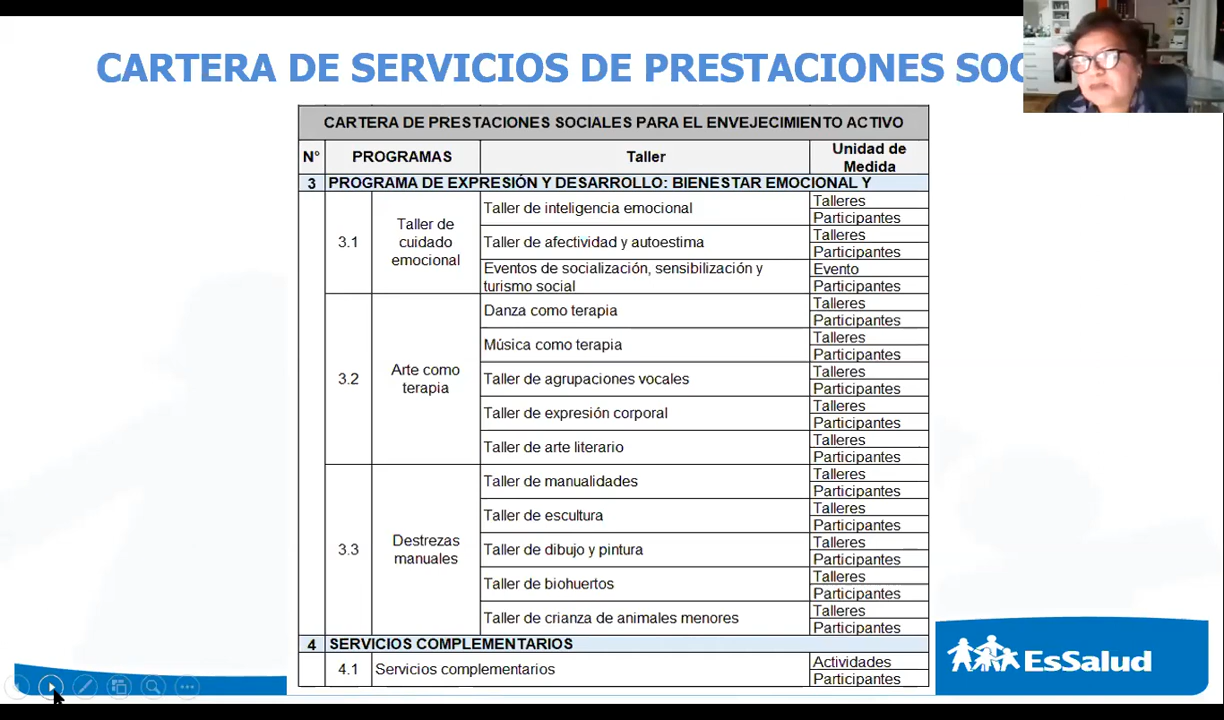 CARTERA DE SERVICIOS DE PRESTACIONES SOC
CARTERA DE PRESTACIONES SOCIALES PARA EL ENVEJECIMIENTO ACTIVO
N° PROGRAMAS Taller Unidad de Medida
3 PROGRAMA DE EXPRESIÓN Y DESARROLLO: BIENESTAR EMOCIONAL Y
3.1 Taller de cuidado emocional
Taller de inteligencia emocional
Talleres
Participantes
Taller de afectividad y autoestima
Talleres
Participantes
Eventos de socialización, sensibilización y
turismo social
Evento
Participantes
3.2 Arte como terapia
Danza como terapia
Talleres
Participantes
Música como terapia
Talleres
Participantes
Taller de agrupaciones vocales
Talleres
Participantes
Taller de expresión corporal
Talleres
Participantes
Taller de arte literario
Talleres
Participantes
3.3 Destrezas manuales
Taller de manualidades
Talleres
Participantes
Taller de escultura
Talleres
Participantes
Taller de dibujo y pintura
Talleres
Participantes
Taller de biohuertos
Talleres
Participantes
Taller de crianza de animales menores
Talleres
Participantes
4 SERVICIOS COMPLEMENTARIOS
4.1 Servicios complementarios
Actividades
Participantes
EsSalud